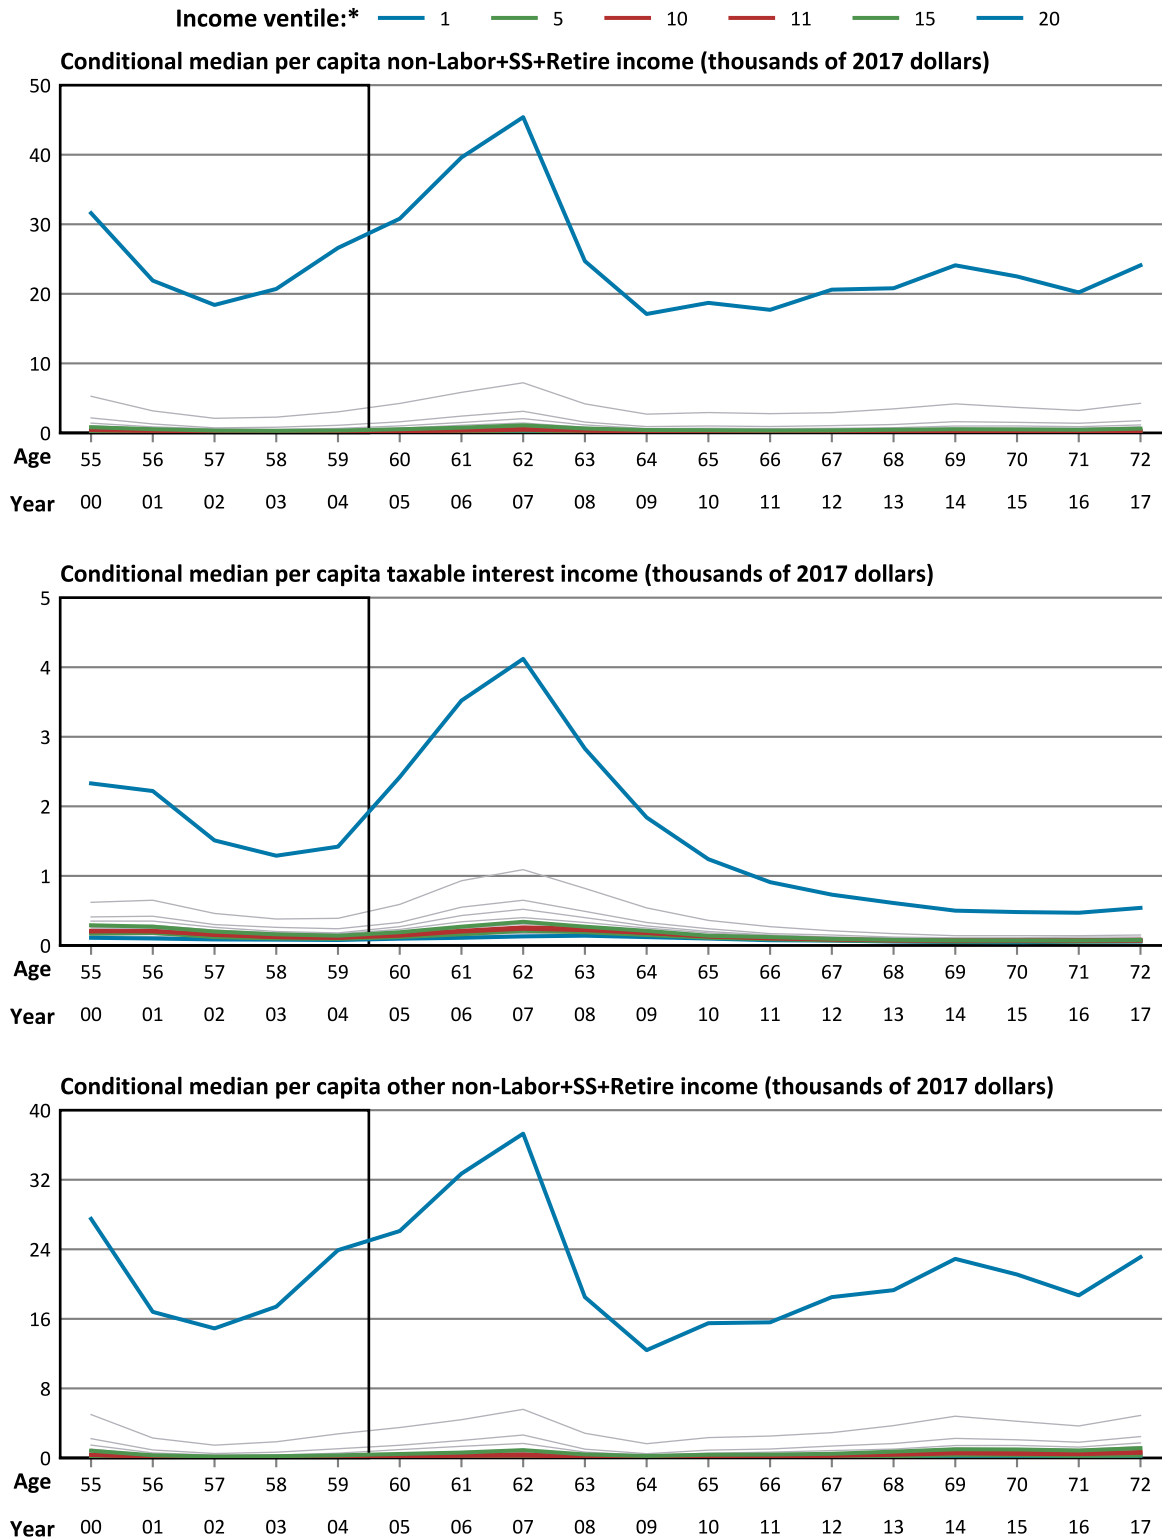 Income ventile:* 1 5 10 11 15 20
Conditional median per capita non-Labor+SS+Retire income (thousands of 2017 dollars)
50
40
30
20
10
0
Age 55 56 57 58 59 60 61 62 63 64 65 66 67 68 69 70 71 72
Year 00 01 02 03 04 05 06 07 08 09 10 11 12 13 14 15 16 17
Conditional median per capita taxable interest income (thousands of 2017 dollars)
5
4
3
2
1
0
Age 55 56 57 58 59 60 61 62 63 64 65 66 67 68 69 70 71 72
Year 00 01 02 03 04 05 06 07 08 09 10 11 12 13 14 15 16 17
Conditional median per capita other non-Labor+SS+Retire income (thousands of 2017 dollars)
40
32
24
16
8
0
Age 55 56 57 58 59 60 61 62 63 64 65 66 67 68 69 70 71 72
Year 00 01 02 03 04 05 06 07 08 09 10 11 12 13 14 15 16 17